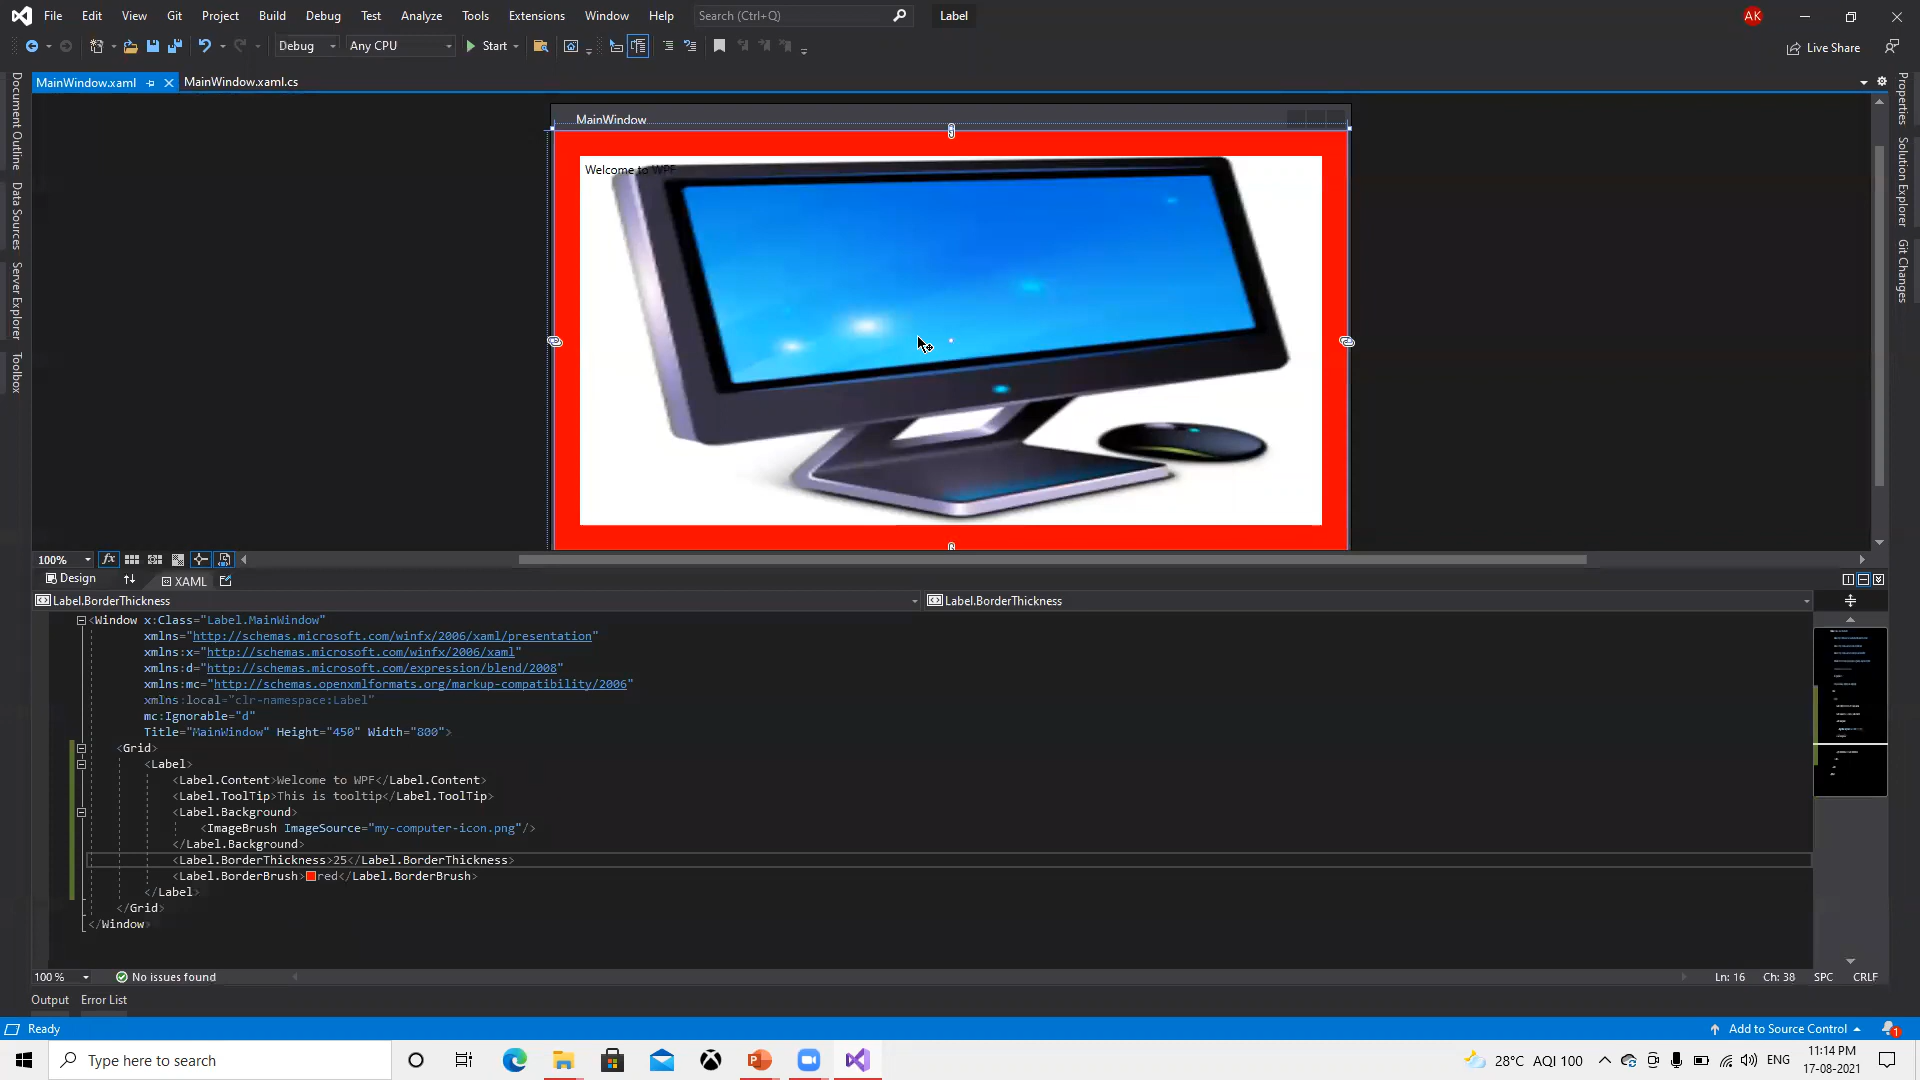 File Edit View Git Project Build Debug Test Analyze Tools Extensions Window Help Search (Ctrl+Q) Label AK
Debug Any CPU Start Live Share
MainWindow.xaml MainWindow.xaml.cs
Document Outline
Data Sources
Server Explorer
Toolbox
Properties
Solution Explorer
Git Changes
MainWindow
Welcome to WPF
100%
Design XAML
Label.BorderThickness Label.BorderThickness
<Window x:Class="Label.MainWindow"
xmlns="http://schemas.microsoft.com/winfx/2006/xaml/presentation"
xmlns:x="http://schemas.microsoft.com/winfx/2006/xaml"
xmlns:d="http://schemas.microsoft.com/expression/blend/2008"
xmlns:mc="http://schemas.openxmlformats.org/markup-compatibility/2006"
xmlns:local="clr-namespace:Label"
mc:Ignorable="d"
Title="MainWindow" Height="450" Width="800">
<Grid>
<Label>
<Label.Content>Welcome to WPF</Label.Content>
<Label.ToolTip>This is tooltip</Label.ToolTip>
<Label.Background>
<ImageBrush ImageSource="my-computer-icon.png"/>
</Label.Background>
<Label.BorderThickness>25</Label.BorderThickness>
<Label.BorderBrush>red</Label.BorderBrush>
</Label>
</Grid>
</Window>
100 % No issues found Ln: 16 Ch: 38 SPC CRLF
Output Error List
Ready Add to Source Control 1
Type here to search 28°C AQI 100 ENG 11:14 PM
17-08-2021